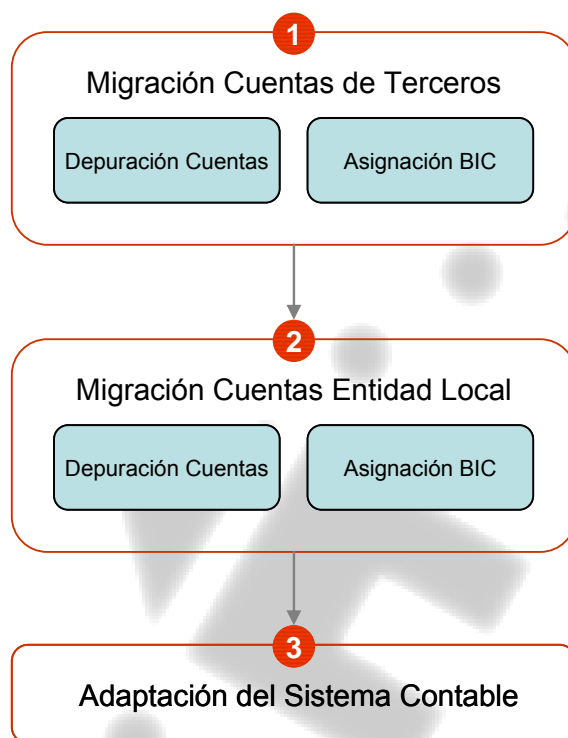 1
Migración Cuentas de Terceros
Depuración Cuentas
Asignación BIC
2
Migración Cuentas Entidad Local
Depuración Cuentas
Asignación BIC
3
Adaptación del Sistema Contable